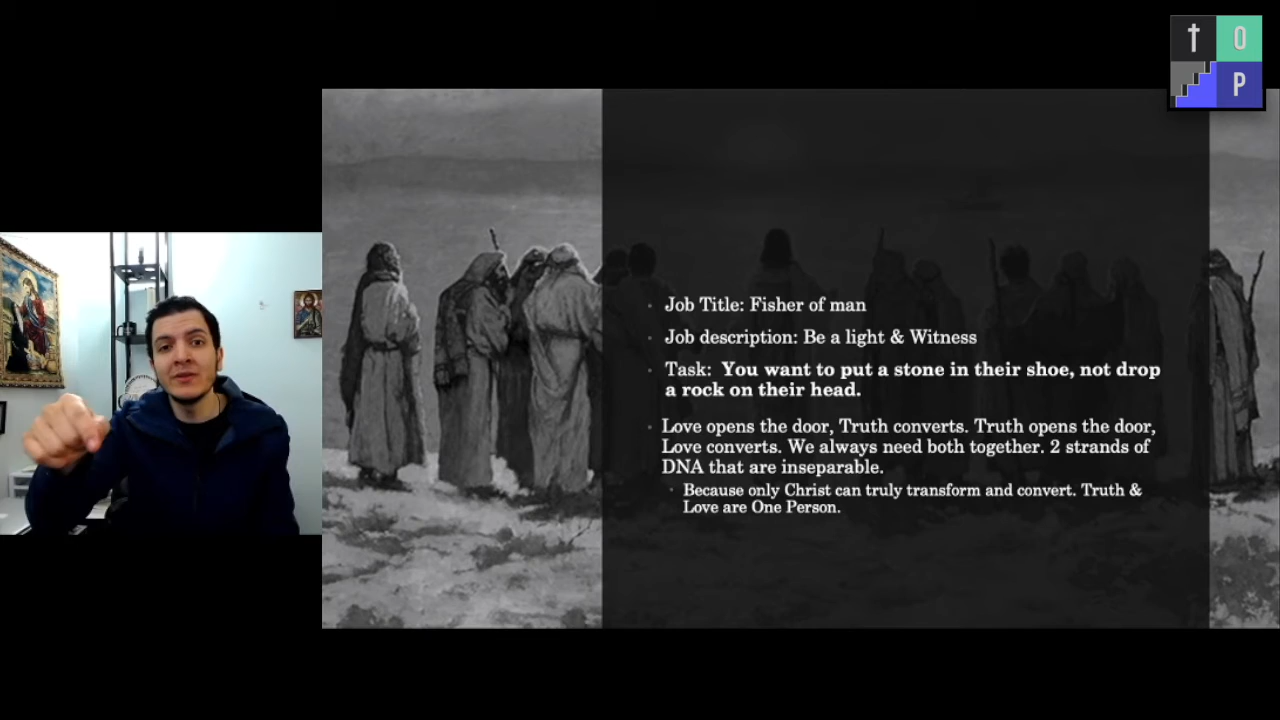 † O
P
Job Title: Fisher of man
Job description: Be a light & Witness
Task: You want to put a stone in their shoe, not drop
a rock on their head.
Love opens the door, Truth converts. Truth opens the door,
Love converts. We always need both together. 2 strands of
DNA that are inseparable.
Because only Christ can truly transform and convert. Truth &
Love are One Person.